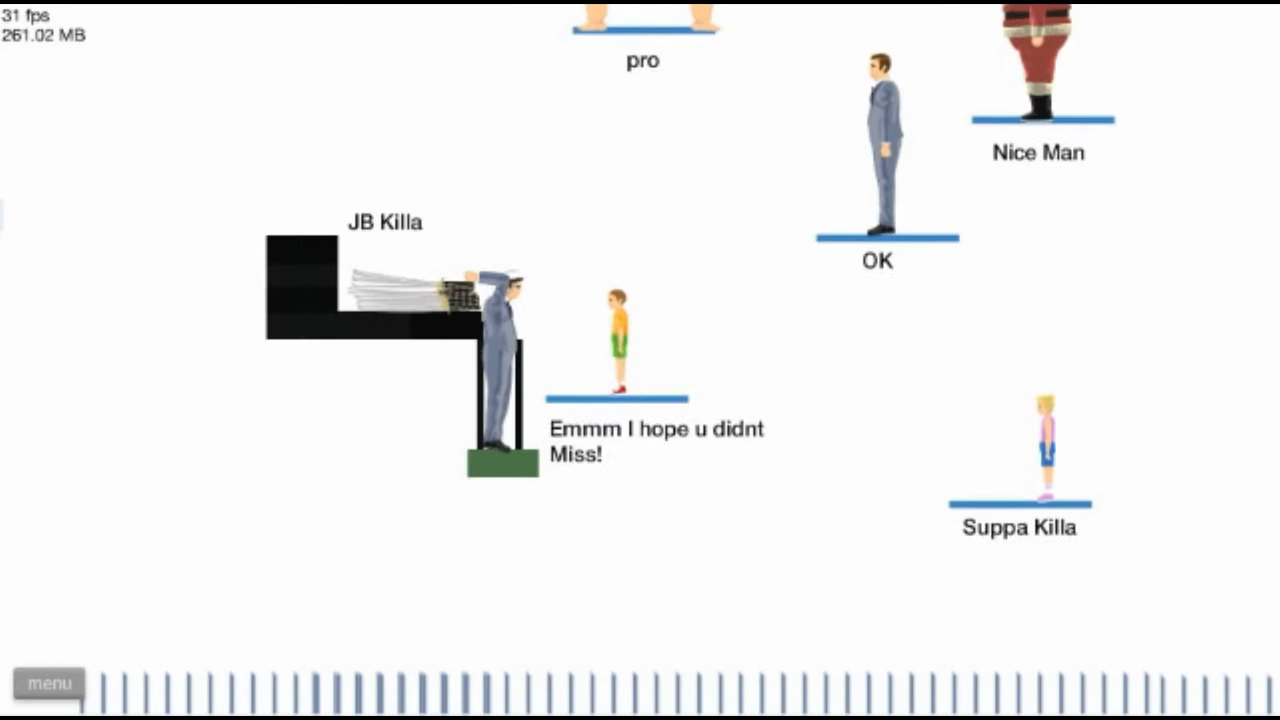 31 fps
261.02 MB
pro
Nice Man
JB Killa
OK
Emmm I hope u didnt
Miss!
Suppa Killa
menu